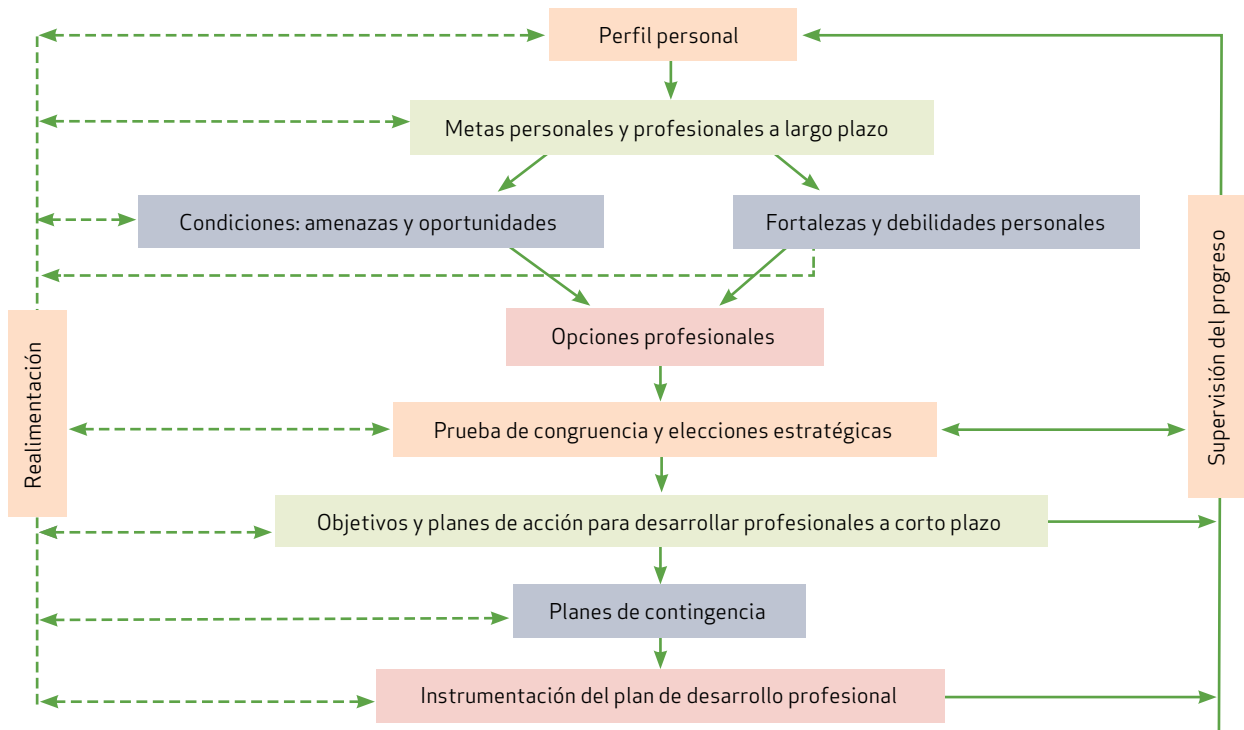 Perfil personal
Metas personales y profesionales a largo plazo
Condiciones: amenazas y oportunidades
Fortalezas y debilidades personales
Opciones profesionales
Realimentación
Supervisión del progreso
Prueba de congruencia y elecciones estratégicas
Objetivos y planes de acción para desarrollar profesionales a corto plazo
Planes de contingencia
Instrumentación del plan de desarrollo profesional